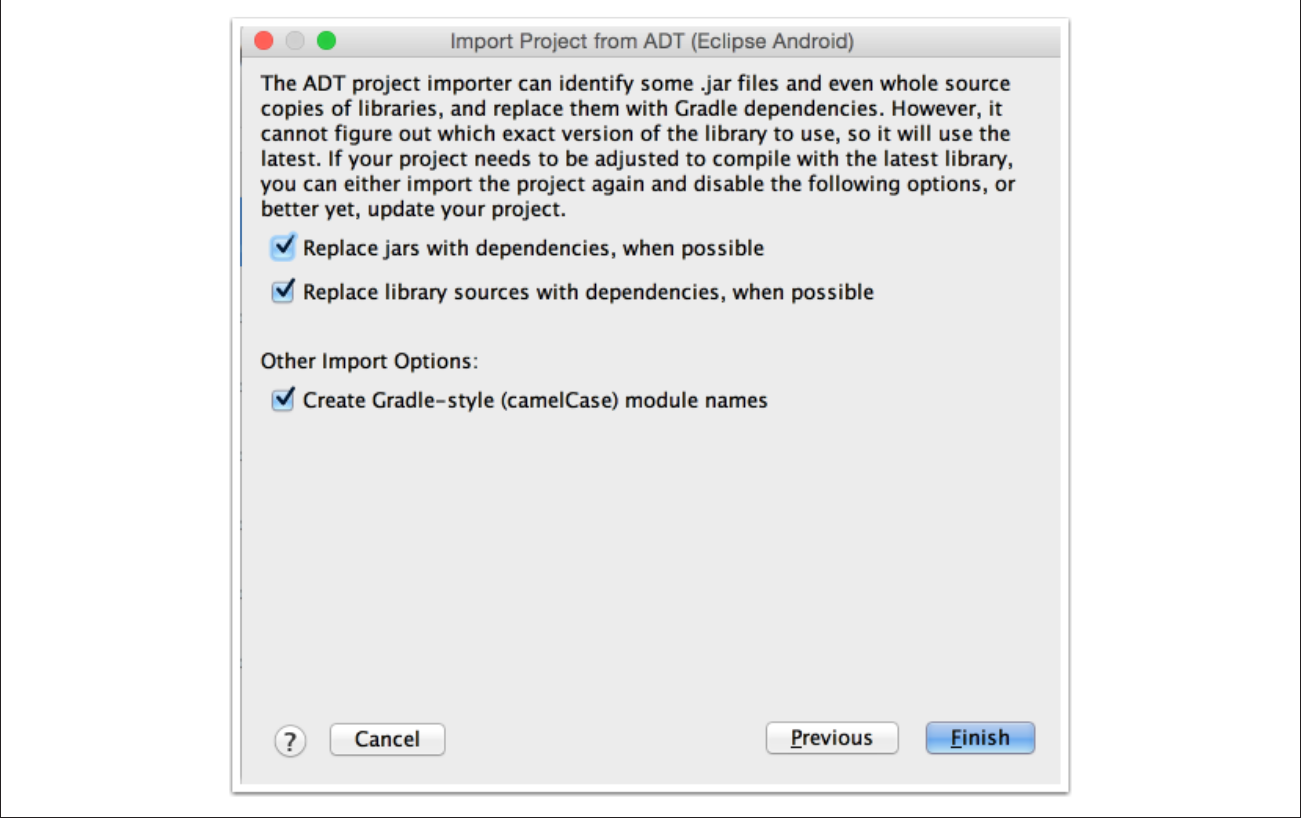 Import Project from ADT (Eclipse Android)
The ADT project importer can identify some .jar files and even whole source
copies of libraries, and replace them with Gradle dependencies. However, it
cannot figure out which exact version of the library to use, so it will use the
latest. If your project needs to be adjusted to compile with the latest library,
you can either import the project again and disable the following options, or
better yet, update your project.
Replace jars with dependencies, when possible
Replace library sources with dependencies, when possible
Other Import Options:
Create Gradle-style (camelCase) module names
? Cancel Previous Finish